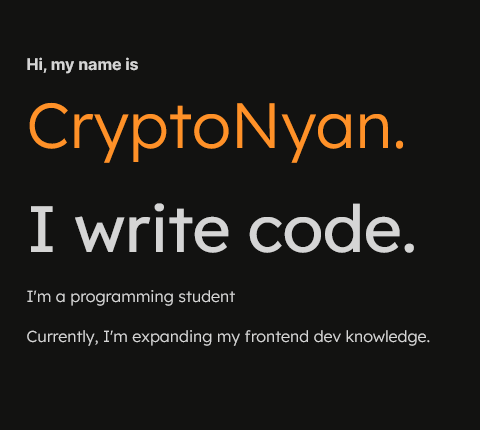 Hi, my name is
CryptoNyan.
I write code.
I'm a programming student
Currently, I'm expanding my frontend dev knowledge.